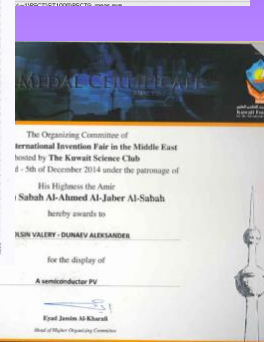 MEDAL CERTIFICATE
Kuwait
The Organizing Committee of
ternational Invention Fair in the Middle East
hosted by The Kuwait Science Club
d - 5th of December 2014 under the patronage of
His Highness the Amir
Sabah Al-Ahmed Al-Jaber Al-Sabah
hereby awards to
KSIN VALERY - DUNAEV ALEKSANDER
for the display of
A semiconductor PV
Eyad Jassim Al-Kharafi
Head of Higher Organizing Committee